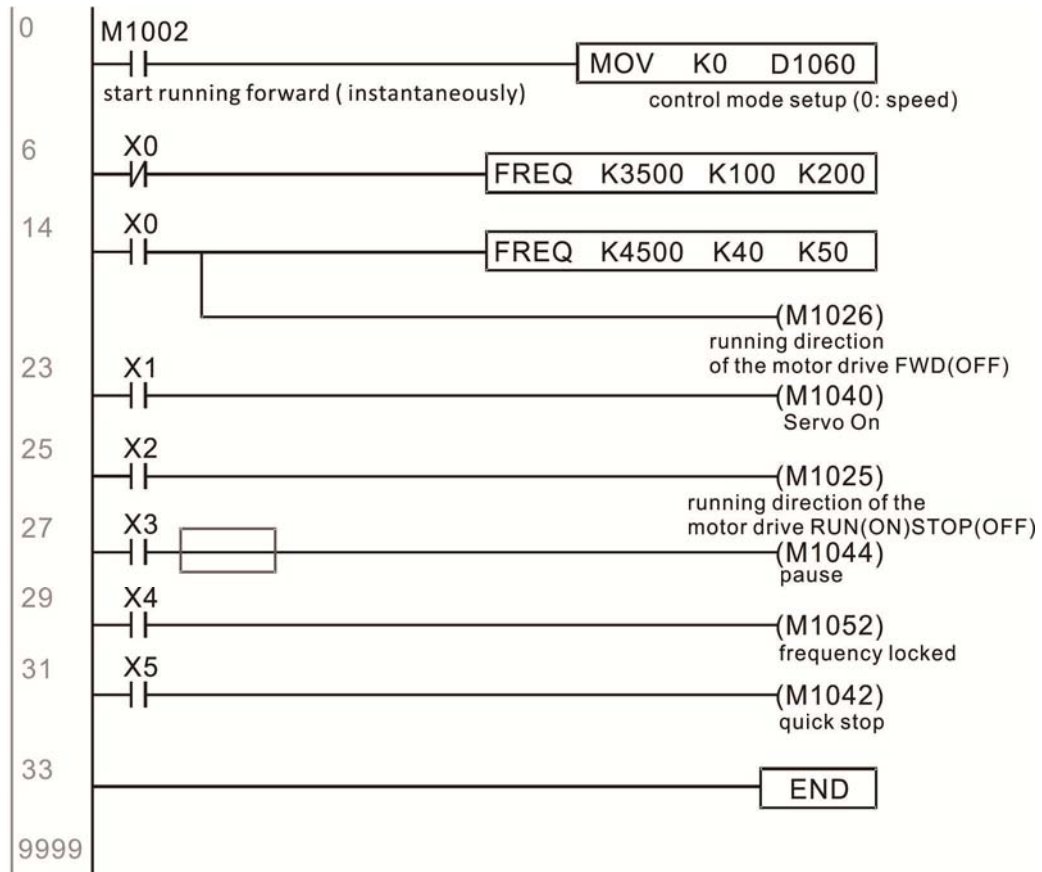 0
M1002
MOV K0 D1060
start running forward ( instantaneously)
control mode setup (0: speed)
6
X0
FREQ K3500 K100 K200
14
X0
FREQ K4500 K40 K50
(M1026)
running direction
of the motor drive FWD(OFF)
23
X1
(M1040)
Servo On
25
X2
(M1025)
running direction of the
motor drive RUN(ON)STOP(OFF)
27
X3
(M1044)
pause
29
X4
(M1052)
frequency locked
31
X5
(M1042)
quick stop
33
END
9999